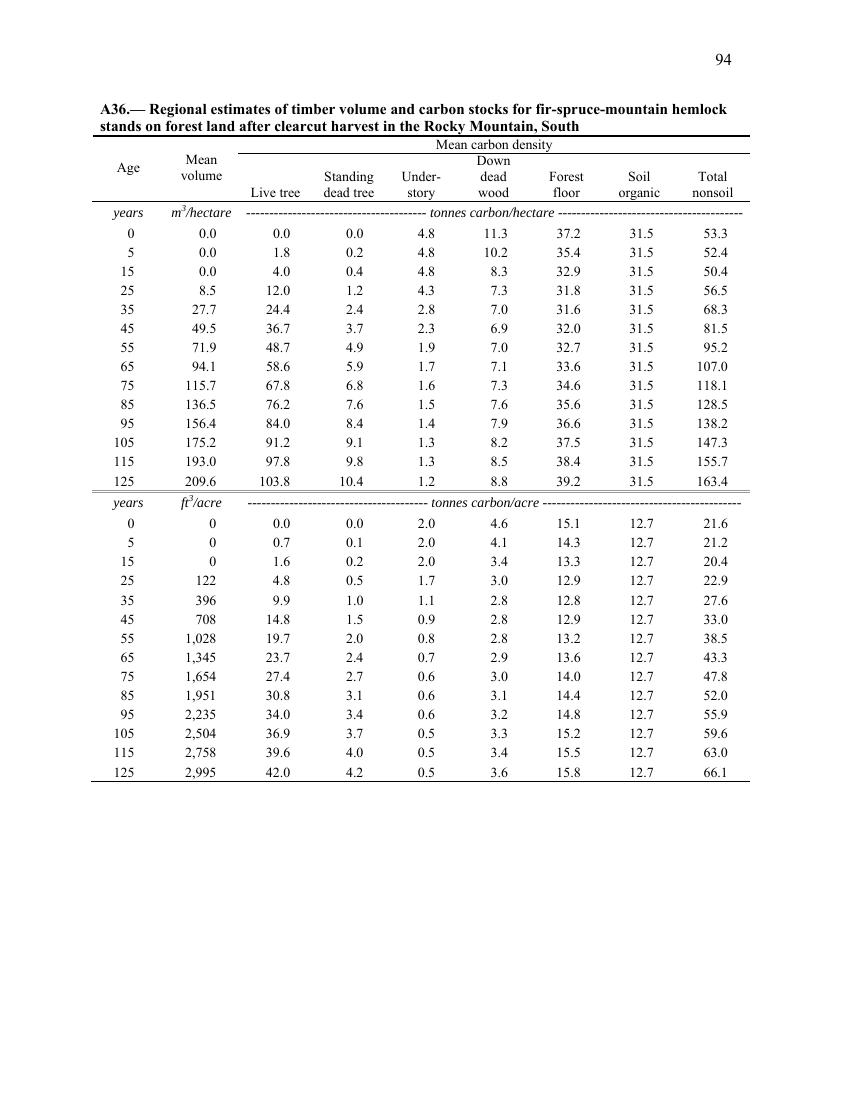 94
A36.— Regional estimates of timber volume and carbon stocks for fir-spruce-mountain hemlock
stands on forest land after clearcut harvest in the Rocky Mountain, South
Mean carbon density
Age Mean volume Live tree Standing dead tree Under-story Down dead wood Forest floor Soil organic Total nonsoil
years m³/hectare --------------------------------------- tonnes carbon/hectare ----------------------------------------
0 0.0 0.0 0.0 4.8 11.3 37.2 31.5 53.3
5 0.0 1.8 0.2 4.8 10.2 35.4 31.5 52.4
15 0.0 4.0 0.4 4.8 8.3 32.9 31.5 50.4
25 8.5 12.0 1.2 4.3 7.3 31.8 31.5 56.5
35 27.7 24.4 2.4 2.8 7.0 31.6 31.5 68.3
45 49.5 36.7 3.7 2.3 6.9 32.0 31.5 81.5
55 71.9 48.7 4.9 1.9 7.0 32.7 31.5 95.2
65 94.1 58.6 5.9 1.7 7.1 33.6 31.5 107.0
75 115.7 67.8 6.8 1.6 7.3 34.6 31.5 118.1
85 136.5 76.2 7.6 1.5 7.6 35.6 31.5 128.5
95 156.4 84.0 8.4 1.4 7.9 36.6 31.5 138.2
105 175.2 91.2 9.1 1.3 8.2 37.5 31.5 147.3
115 193.0 97.8 9.8 1.3 8.5 38.4 31.5 155.7
125 209.6 103.8 10.4 1.2 8.8 39.2 31.5 163.4
years ft³/acre --------------------------------------- tonnes carbon/acre -------------------------------------------
0 0 0.0 0.0 2.0 4.6 15.1 12.7 21.6
5 0 0.7 0.1 2.0 4.1 14.3 12.7 21.2
15 0 1.6 0.2 2.0 3.4 13.3 12.7 20.4
25 122 4.8 0.5 1.7 3.0 12.9 12.7 22.9
35 396 9.9 1.0 1.1 2.8 12.8 12.7 27.6
45 708 14.8 1.5 0.9 2.8 12.9 12.7 33.0
55 1,028 19.7 2.0 0.8 2.8 13.2 12.7 38.5
65 1,345 23.7 2.4 0.7 2.9 13.6 12.7 43.3
75 1,654 27.4 2.7 0.6 3.0 14.0 12.7 47.8
85 1,951 30.8 3.1 0.6 3.1 14.4 12.7 52.0
95 2,235 34.0 3.4 0.6 3.2 14.8 12.7 55.9
105 2,504 36.9 3.7 0.5 3.3 15.2 12.7 59.6
115 2,758 39.6 4.0 0.5 3.4 15.5 12.7 63.0
125 2,995 42.0 4.2 0.5 3.6 15.8 12.7 66.1